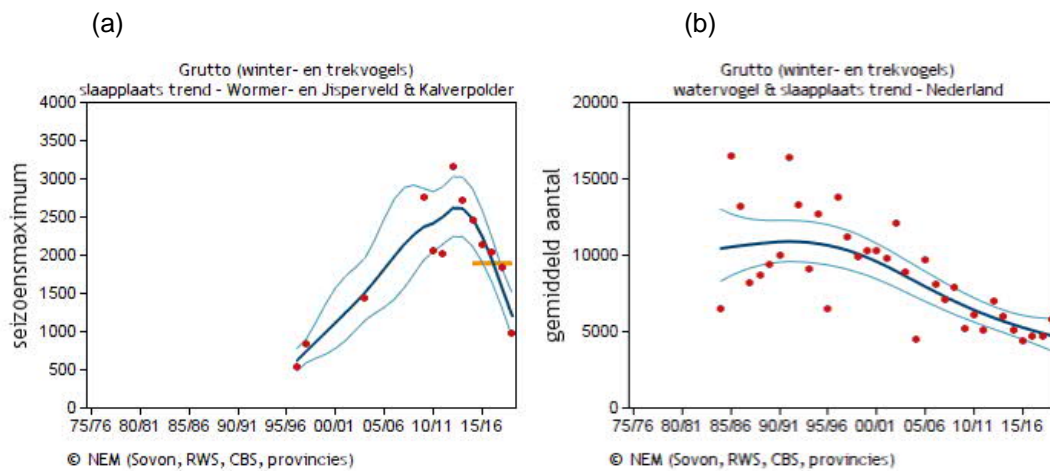 (a)
Grutto (winter- en trekvogels)
slaapplaats trend - Wormer- en Jisperveld & Kalverpolder
seizoensmaximum
4000
3500
3000
2500
2000
1500
1000
500
0
75/76 80/81 85/86 90/91 95/96 00/01 05/06 10/11 15/16
© NEM (Sovon, RWS, CBS, provincies)
(b)
Grutto (winter- en trekvogels)
watervogel & slaapplaats trend - Nederland
gemiddeld aantal
20000
15000
10000
5000
0
75/76 80/81 85/86 90/91 95/96 00/01 05/06 10/11 15/16
© NEM (Sovon, RWS, CBS, provincies)